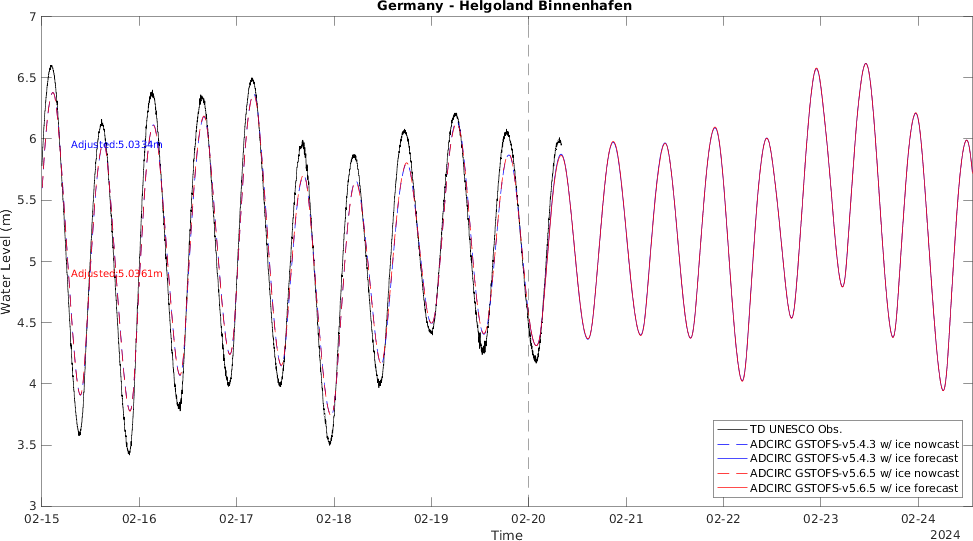 Germany - Helgoland Binnenhafen
7
6.5
6
5.5
5
4.5
4
3.5
3
Water Level (m)
Adjusted:5.0334m
Adjusted:5.0361m
TD UNESCO Obs.
ADCIRC GSTOFS-v5.4.3 w/ ice nowcast
ADCIRC GSTOFS-v5.4.3 w/ ice forecast
ADCIRC GSTOFS-v5.6.5 w/ ice nowcast
ADCIRC GSTOFS-v5.6.5 w/ ice forecast
02-15 02-16 02-17 02-18 02-19 02-20 02-21 02-22 02-23 02-24
Time
2024